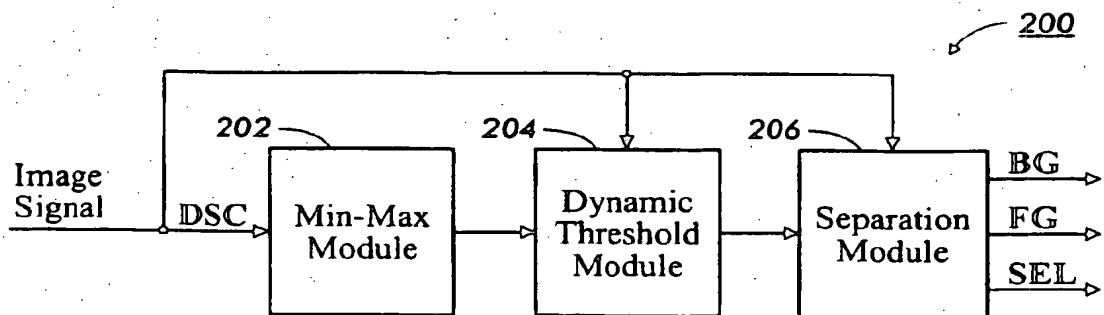 200
202
204
206
Image
Signal
DSC
Min-Max
Module
Dynamic
Threshold
Module
Separation
Module
BG
FG
SEL